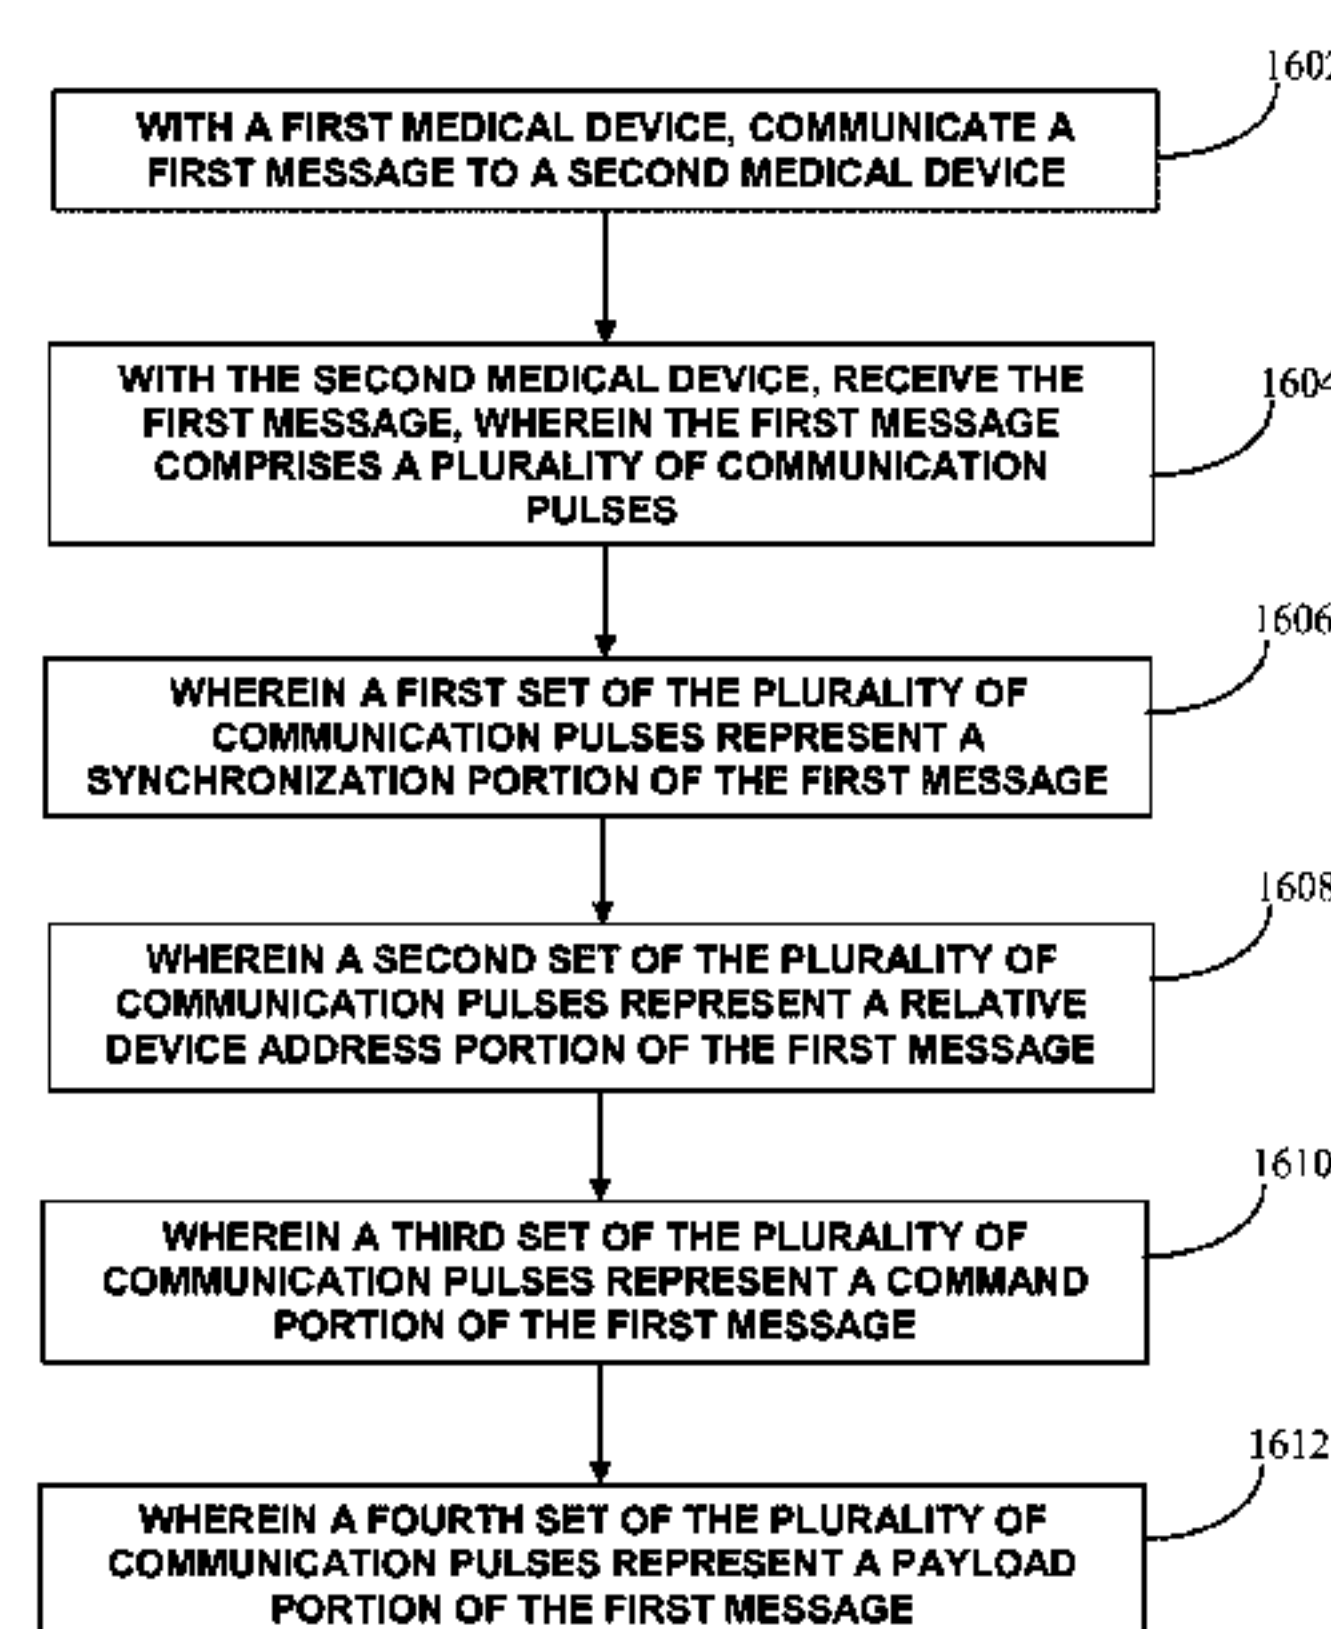 1602
WITH A FIRST MEDICAL DEVICE, COMMUNICATE A
FIRST MESSAGE TO A SECOND MEDICAL DEVICE
WITH THE SECOND MEDICAL DEVICE, RECEIVE THE
1604
FIRST MESSAGE, WHEREIN THE FIRST MESSAGE
COMPRISES A PLURALITY OF COMMUNICATION
PULSES
1606
WHEREIN A FIRST SET OF THE PLURALITY OF
COMMUNICATION PULSES REPRESENT A
SYNCHRONIZATION PORTION OF THE FIRST MESSAGE
1608
WHEREIN A SECOND SET OF THE PLURALITY OF
COMMUNICATION PULSES REPRESENT A RELATIVE
DEVICE ADDRESS PORTION OF THE FIRST MESSAGE
1610
WHEREIN A THIRD SET OF THE PLURALITY OF
COMMUNICATION PULSES REPRESENT A COMMAND
PORTION OF THE FIRST MESSAGE
1612
WHEREIN A FOURTH SET OF THE PLURALITY OF
COMMUNICATION PULSES REPRESENT A PAYLOAD
PORTION OF THE FIRST MESSAGE